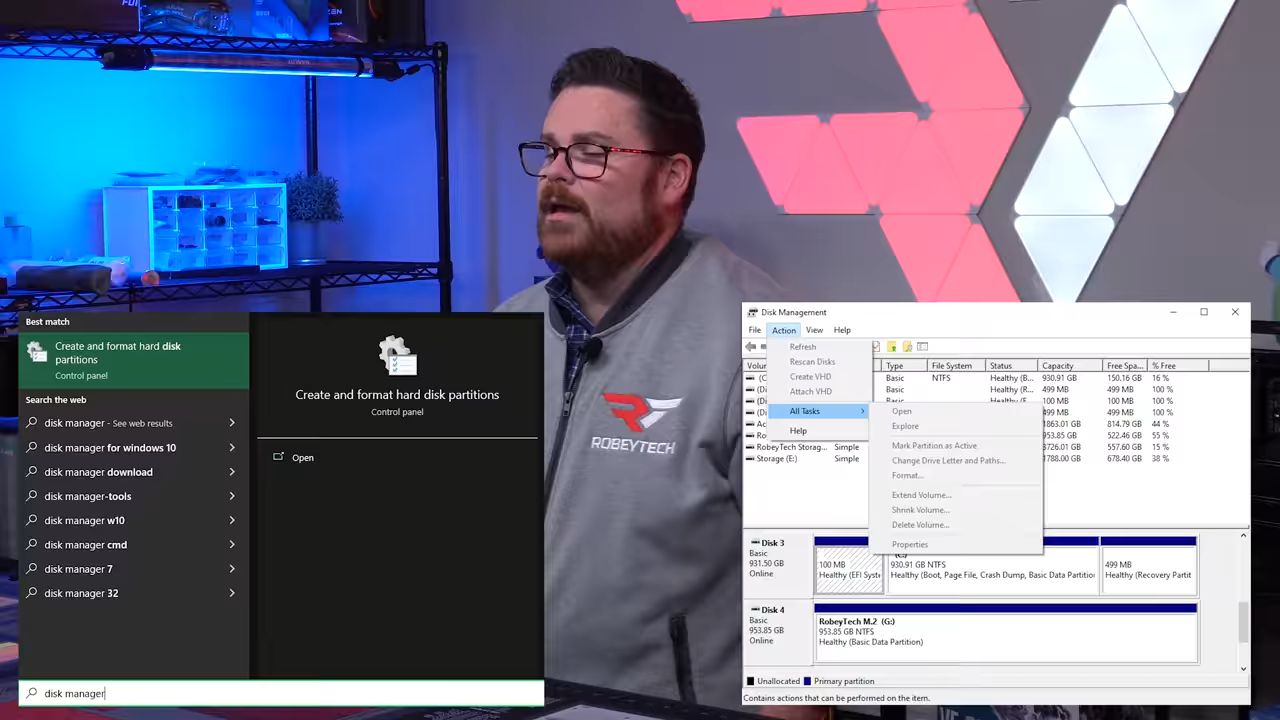 Best match
Create and format hard disk
partitions
Control panel
Search the web
disk manager - See web results
disk manager for windows 10
disk manager download
disk manager-tools
disk manager w10
disk manager cmd
disk manager 7
disk manager 32
disk manager
Create and format hard disk partitions
Control panel
Open
ROBEYTECH
Disk Management
File Action View Help
Refresh
Rescan Disks
Create VHD
Attach VHD
All Tasks
Help
Open
Explore
Mark Partition as Active
Change Drive Letter and Paths...
Format...
Extend Volume...
Shrink Volume...
Delete Volume...
Properties
Type File System Status Capacity Free Spa... % Free
Basic NTFS Healthy (B... 930.91 GB 150.16 GB 16 %
Basic Healthy (R... 499 MB 499 MB 100 %
Basic 100 MB 100 MB 100 %
1863.01 GB 814.79 GB 44 %
953.85 GB 522.46 GB 55 %
RobeyTech Storag... Simple 3726.01 GB 557.60 GB 15 %
Storage (E:) Simple 1788.00 GB 678.40 GB 38 %
Disk 3
Basic
931.50 GB
Online
100 MB
Healthy (EFI Syste
(C:)
930.91 GB NTFS
Healthy (Boot, Page File, Crash Dump, Basic Data Partition
499 MB
Healthy (Recovery Partit
Disk 4
Basic
953.85 GB
Online
RobeyTech M.2 (G:)
953.85 GB NTFS
Healthy (Basic Data Partition)
Unallocated Primary partition
Contains actions that can be performed on the item.